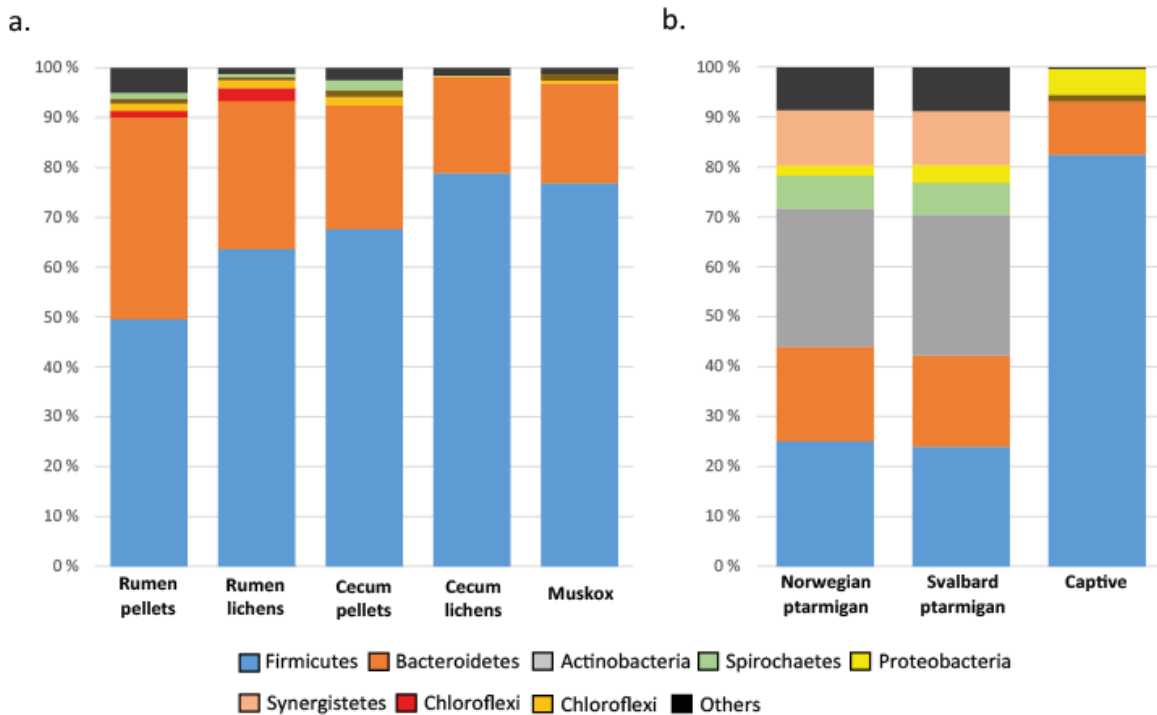 a.
100 %
90 %
80 %
70 %
60 %
50 %
40 %
30 %
20 %
10 %
0 %
Rumen pellets
Rumen lichens
Cecum pellets
Cecum lichens
Muskox
b.
100 %
90 %
80 %
70 %
60 %
50 %
40 %
30 %
20 %
10 %
0 %
Norwegian ptarmigan
Svalbard ptarmigan
Captive
Firmicutes Bacteroidetes Actinobacteria Spirochaetes Proteobacteria
Synergistetes Chloroflexi Chloroflexi Others